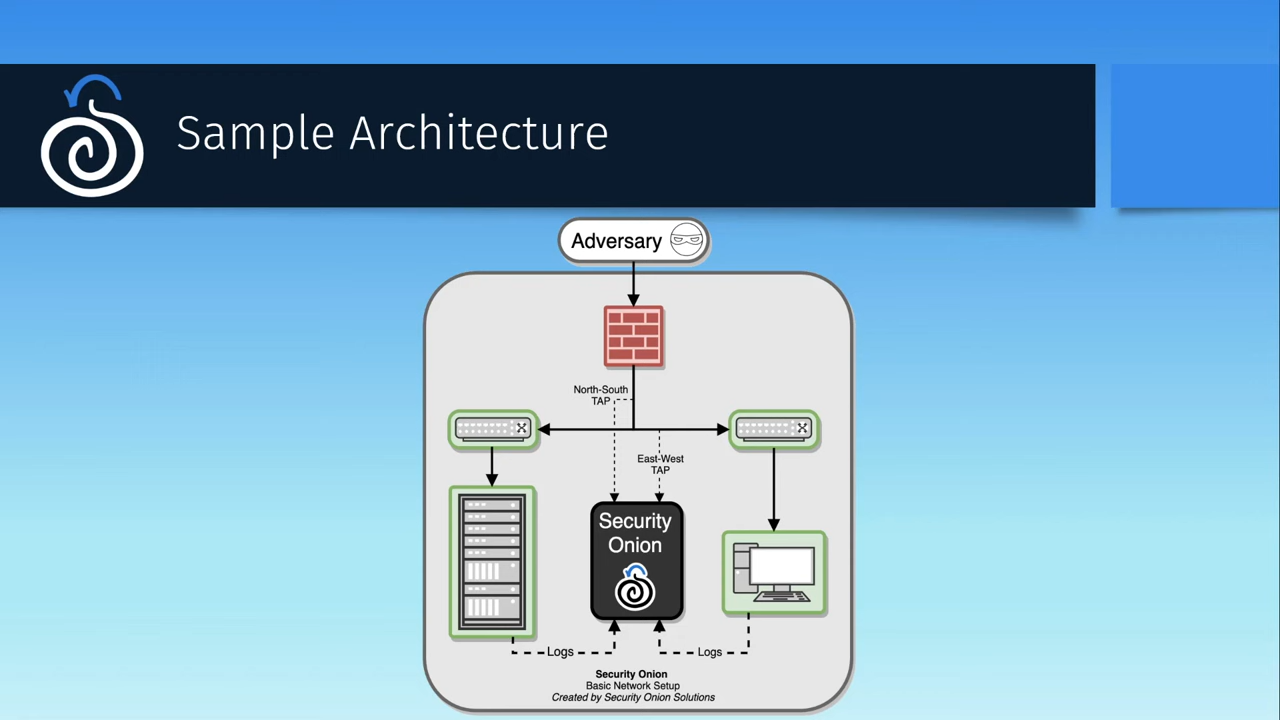 Sample Architecture
Adversary
North-South
TAP
East-West
TAP
Security
Onion
Logs
Logs
Security Onion
Basic Network Setup
Created by Security Onion Solutions